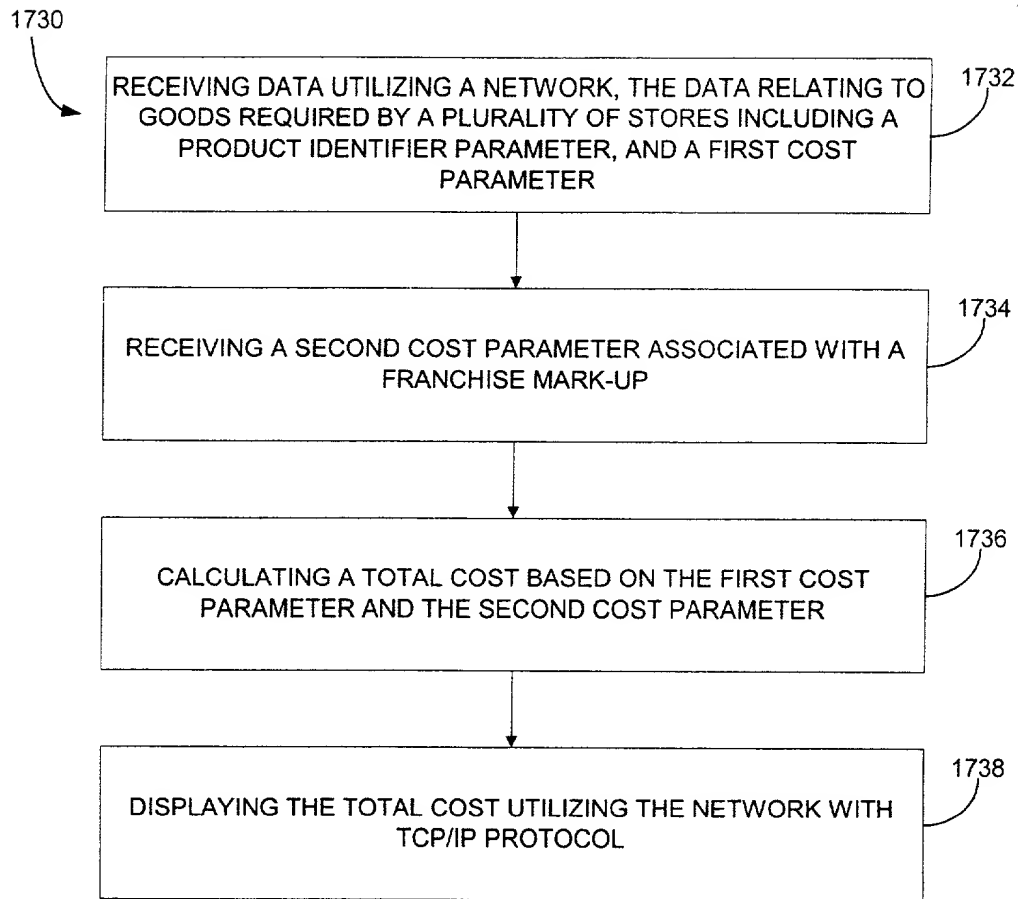 1730
1732
RECEIVING DATA UTILIZING A NETWORK, THE DATA RELATING TO
GOODS REQUIRED BY A PLURALITY OF STORES INCLUDING A
PRODUCT IDENTIFIER PARAMETER, AND A FIRST COST
PARAMETER
1734
RECEIVING A SECOND COST PARAMETER ASSOCIATED WITH A
FRANCHISE MARK-UP
1736
CALCULATING A TOTAL COST BASED ON THE FIRST COST
PARAMETER AND THE SECOND COST PARAMETER
1738
DISPLAYING THE TOTAL COST UTILIZING THE NETWORK WITH
TCP/IP PROTOCOL